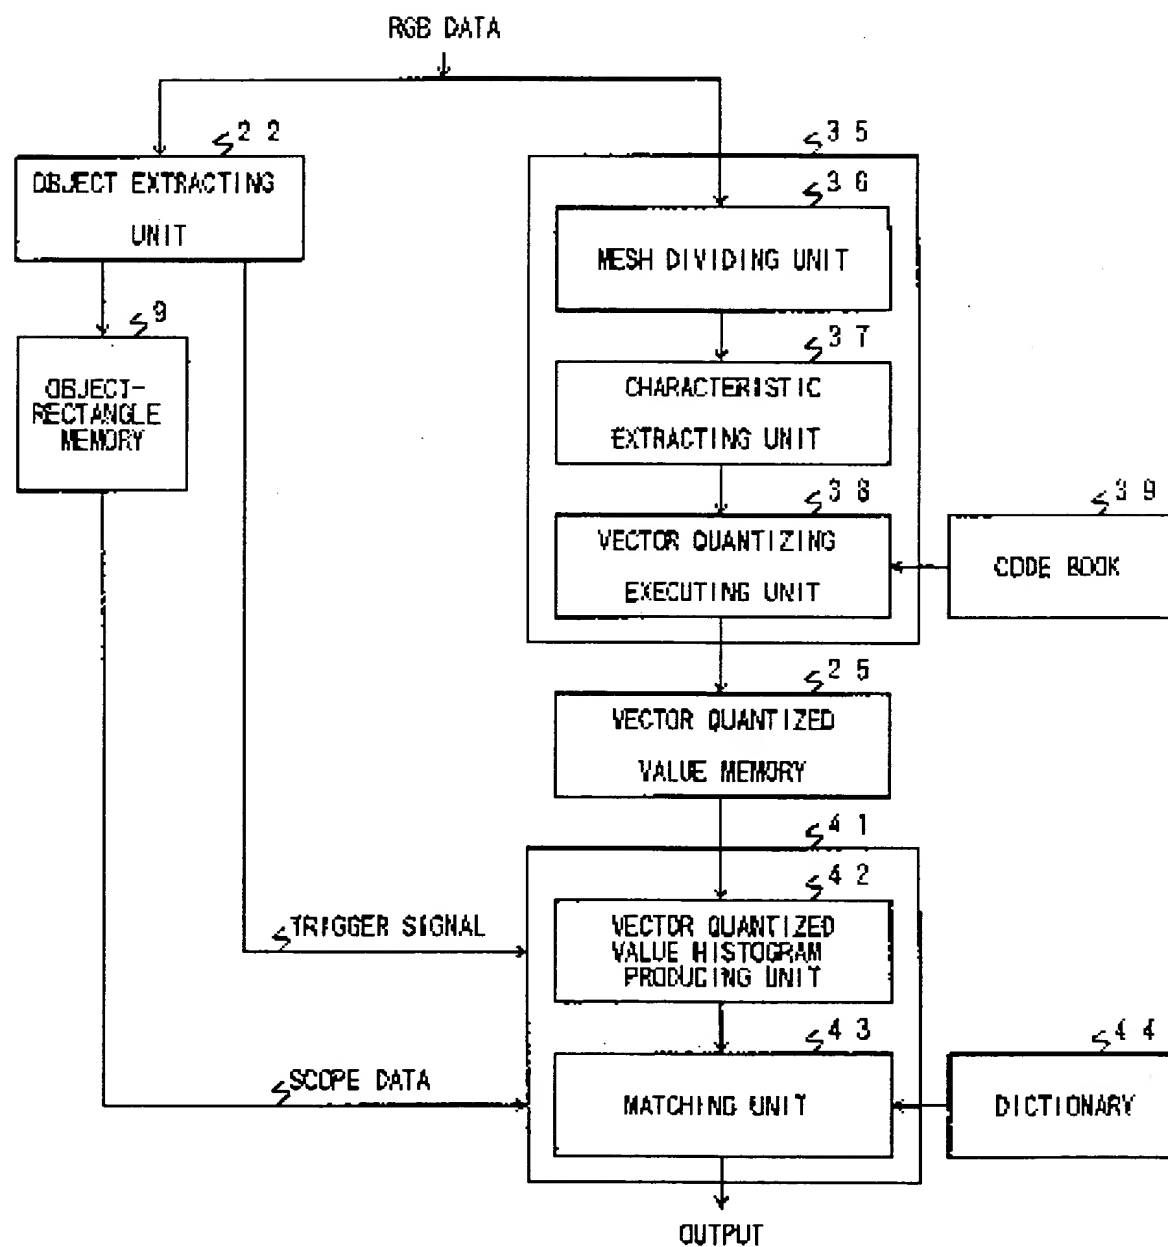 RGB DATA
22
OBJECT EXTRACTING
UNIT
9
OBJECT-
RECTANGLE
MEMORY
35
36
MESH DIVIDING UNIT
37
CHARACTERISTIC
EXTRACTING UNIT
38
VECTOR QUANTIZING
EXECUTING UNIT
39
CODE BOOK
25
VECTOR QUANTIZED
VALUE MEMORY
41
42
VECTOR QUANTIZED
VALUE HISTOGRAM
PRODUCING UNIT
TRIGGER SIGNAL
43
MATCHING UNIT
SCOPE DATA
44
DICTIONARY
OUTPUT